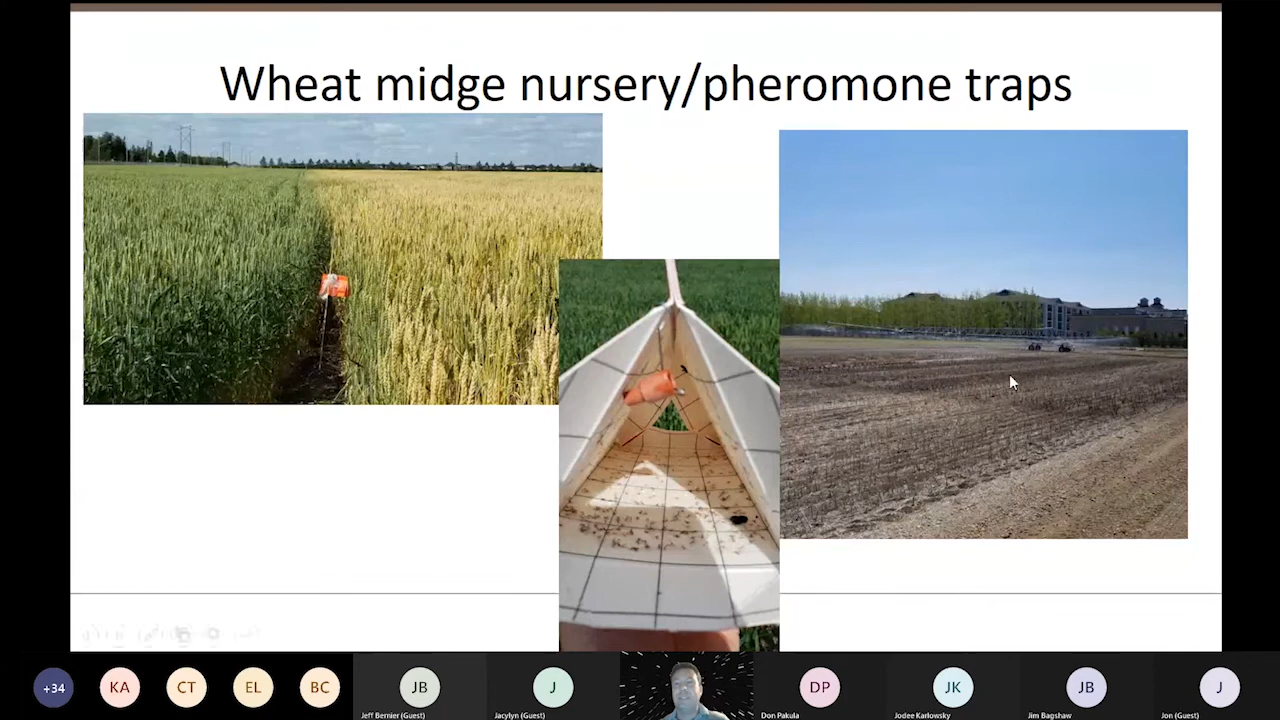 Wheat midge nursery/pheromone traps
+34
KA
CT
EL
BC
JB
J
DP
JK
JB
J
Jeff Bernier (Guest)
Jacylyn (Guest)
Don Pakula
Jodee Karlowsky
Jim Bagshaw
Jon (Guest)